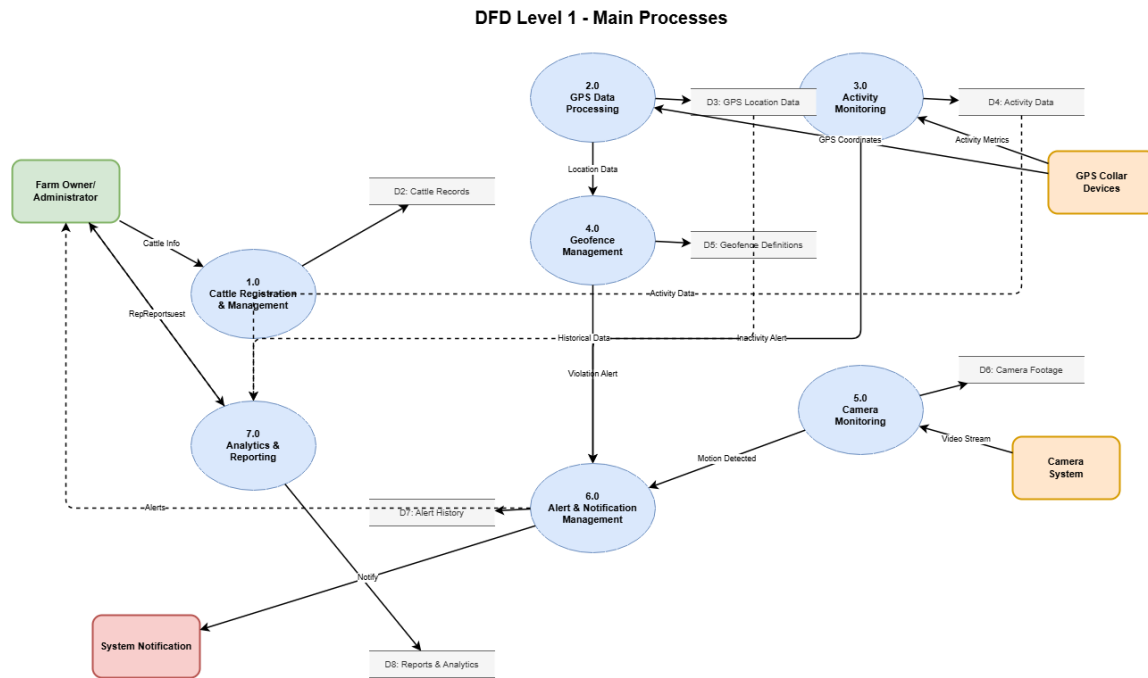 DFD Level 1 - Main Processes
2.0
GPS Data
Processing
3.0
Activity
Monitoring
D3: GPS Location Data
D4: Activity Data
GPS Coordinates
Activity Metrics
Farm Owner/
Administrator
Location Data
D2: Cattle Records
GPS Collar
Devices
Cattle Info
4.0
Geofence
Management
D5: Geofence Definitions
1.0
Cattle Registration
& Management
Activity Data
RepReportsuest
Historical Data
Inactivity Alert
Violation Alert
D6: Camera Footage
5.0
Camera
Monitoring
7.0
Analytics &
Reporting
Video Stream
Motion Detected
Camera
System
Alerts
D7: Alert History
6.0
Alert & Notification
Management
Notify
System Notification
D8: Reports & Analytics